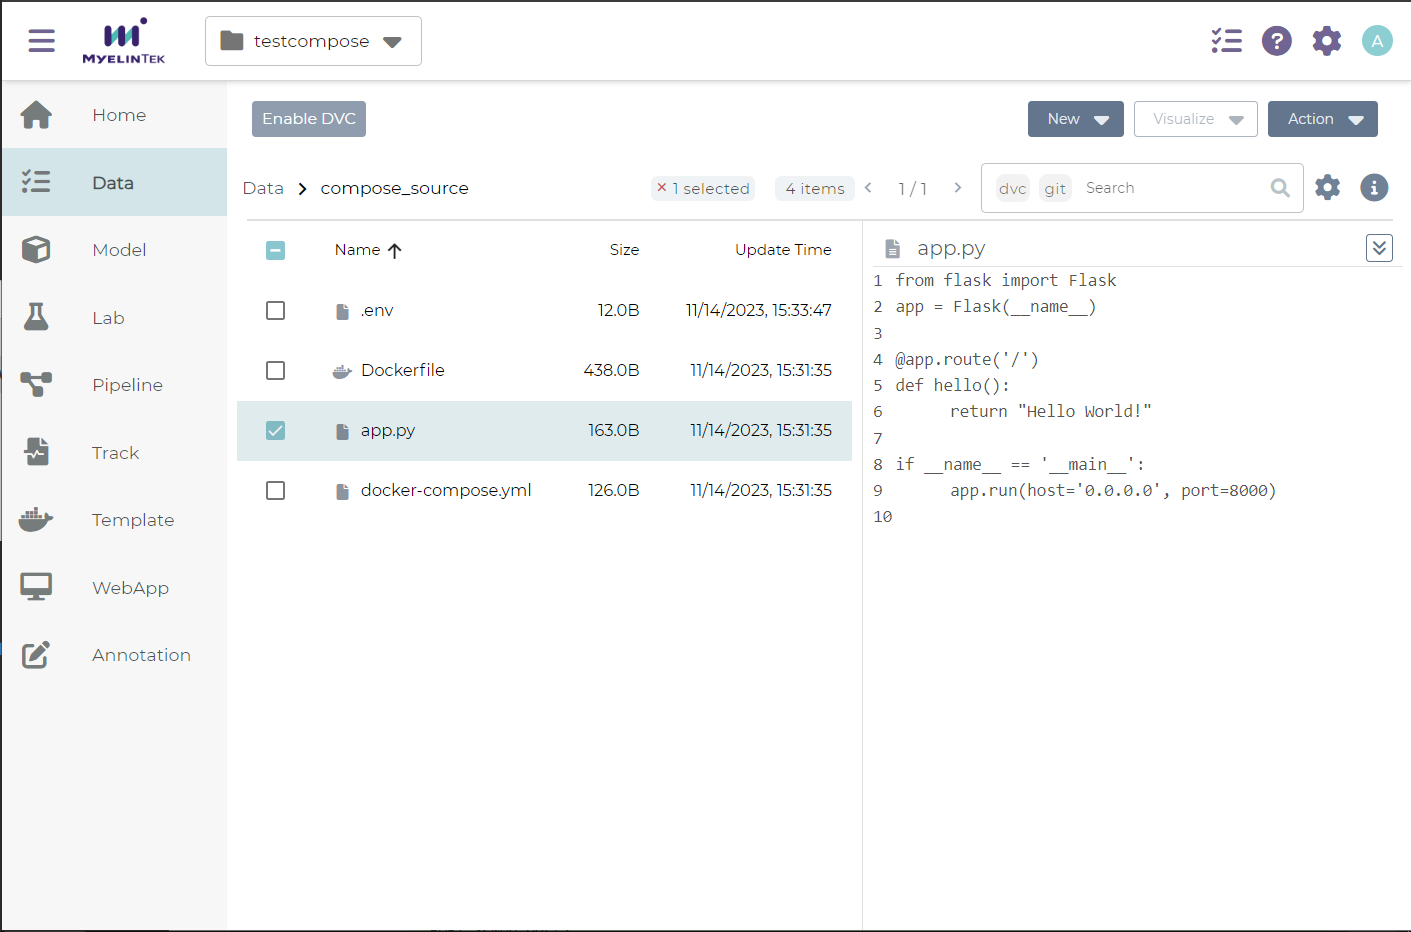 MYELINTEK
testcompose
?
A
Home
Data
Model
Lab
Pipeline
Track
Template
WebApp
Annotation
Enable DVC
New
Visualize
Action
Data > compose_source
× 1 selected
4 items
< 1 / 1 >
dvc git Search
Name ↑ Size Update Time
.env 12.0B 11/14/2023, 15:33:47
Dockerfile 438.0B 11/14/2023, 15:31:35
app.py 163.0B 11/14/2023, 15:31:35
docker-compose.yml 126.0B 11/14/2023, 15:31:35
app.py
1 from flask import Flask
2 app = Flask(__name__)
3
4 @app.route('/')
5 def hello():
6 return "Hello World!"
7
8 if __name__ == '__main__':
9 app.run(host='0.0.0.0', port=8000)
10